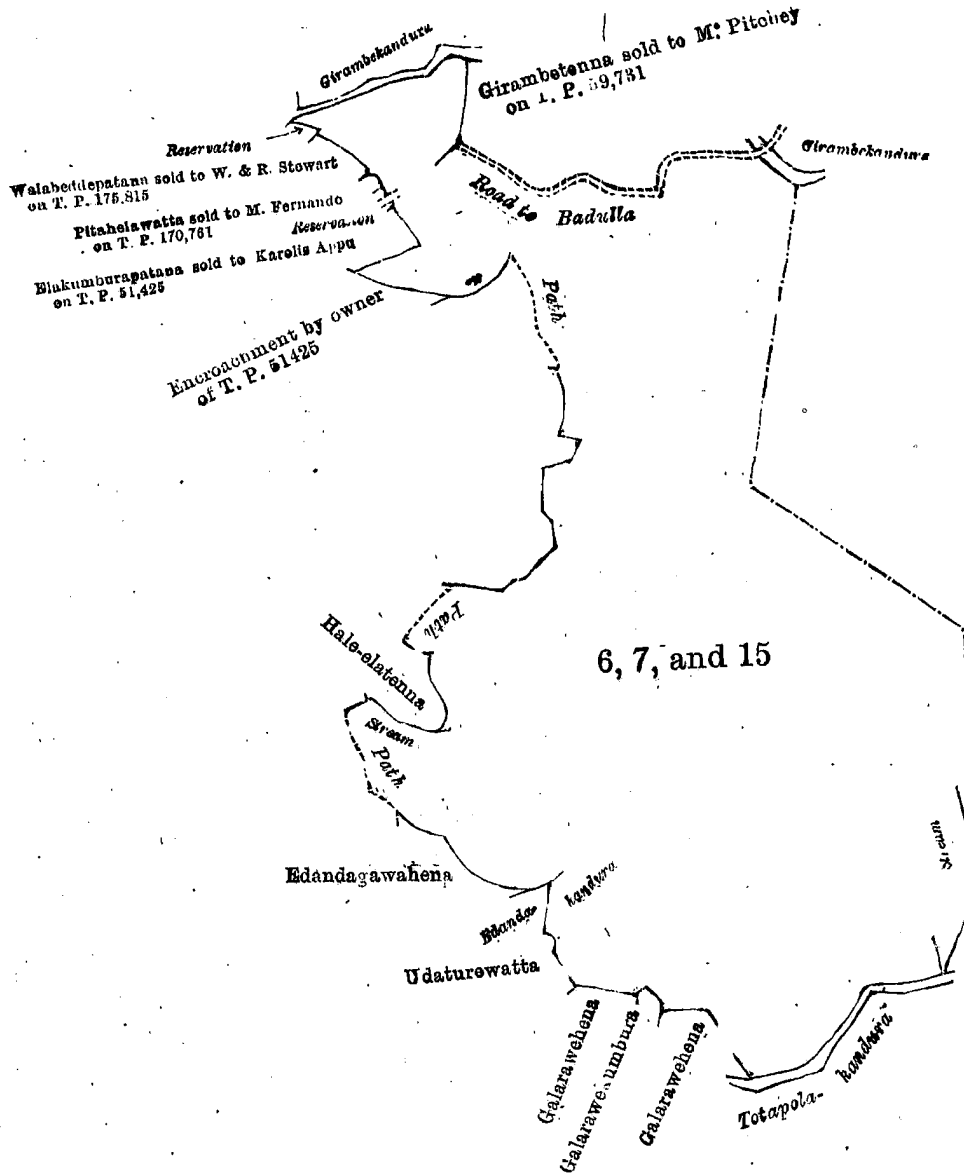 Girambekandura
Girambetenna sold to Mr. Pitchey
on T. P. 59,731
Reservation
Girambekandura
Walabeddepatana sold to W. & R. Stewart
on T. P. 175,815
Road to
Badulla
Pitahelawatta sold to M. Fernando
on T. P. 170,761
Reservation
Elakumburapatana sold to Karolis Appu
on T. P. 51,425
Encroachment by owner
of T. P. 51425
Path
Path
Hale-elatenna
6, 7, and 15
Stream
Path
Stream
Edandagawahena
Edanda-
kandura
Udaturewatta
Galarawehena
Galarawekumbura
Galarawehena
Totapola-
kandura